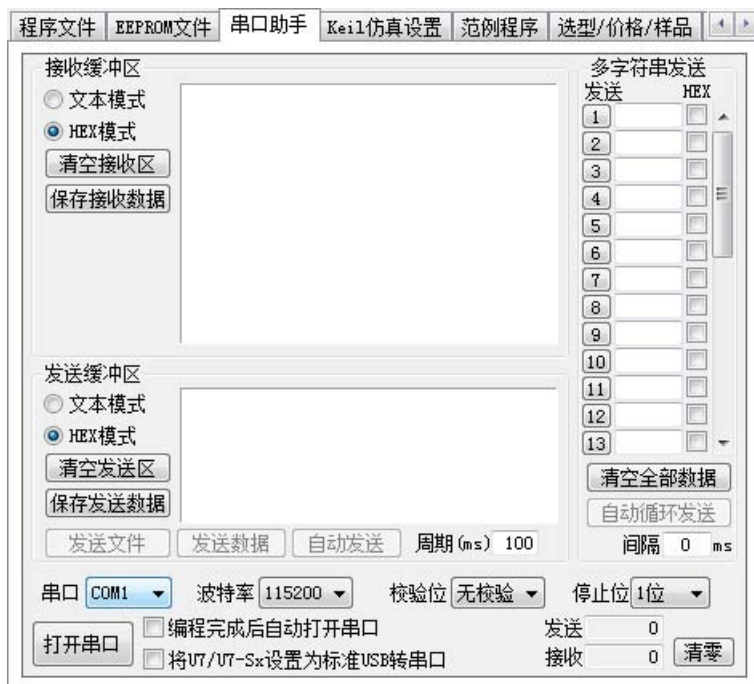 程序文件 EEPROM文件 串口助手 Keil仿真设置 范例程序 选型/价格/样品
接收缓冲区
文本模式
HEX模式
清空接收区
保存接收数据
发送缓冲区
文本模式
HEX模式
清空发送区
保存发送数据
发送文件 发送数据 自动发送 周期(ms) 100
多字符串发送
发送 HEX
1
2
3
4
5
6
7
8
9
10
11
12
13
清空全部数据
自动循环发送
间隔 0 ms
串口 COM1 波特率 115200 校验位 无校验 停止位 1位
打开串口
编程完成后自动打开串口
将U7/U7-Sx设置为标准USB转串口
发送 0
接收 0
清零